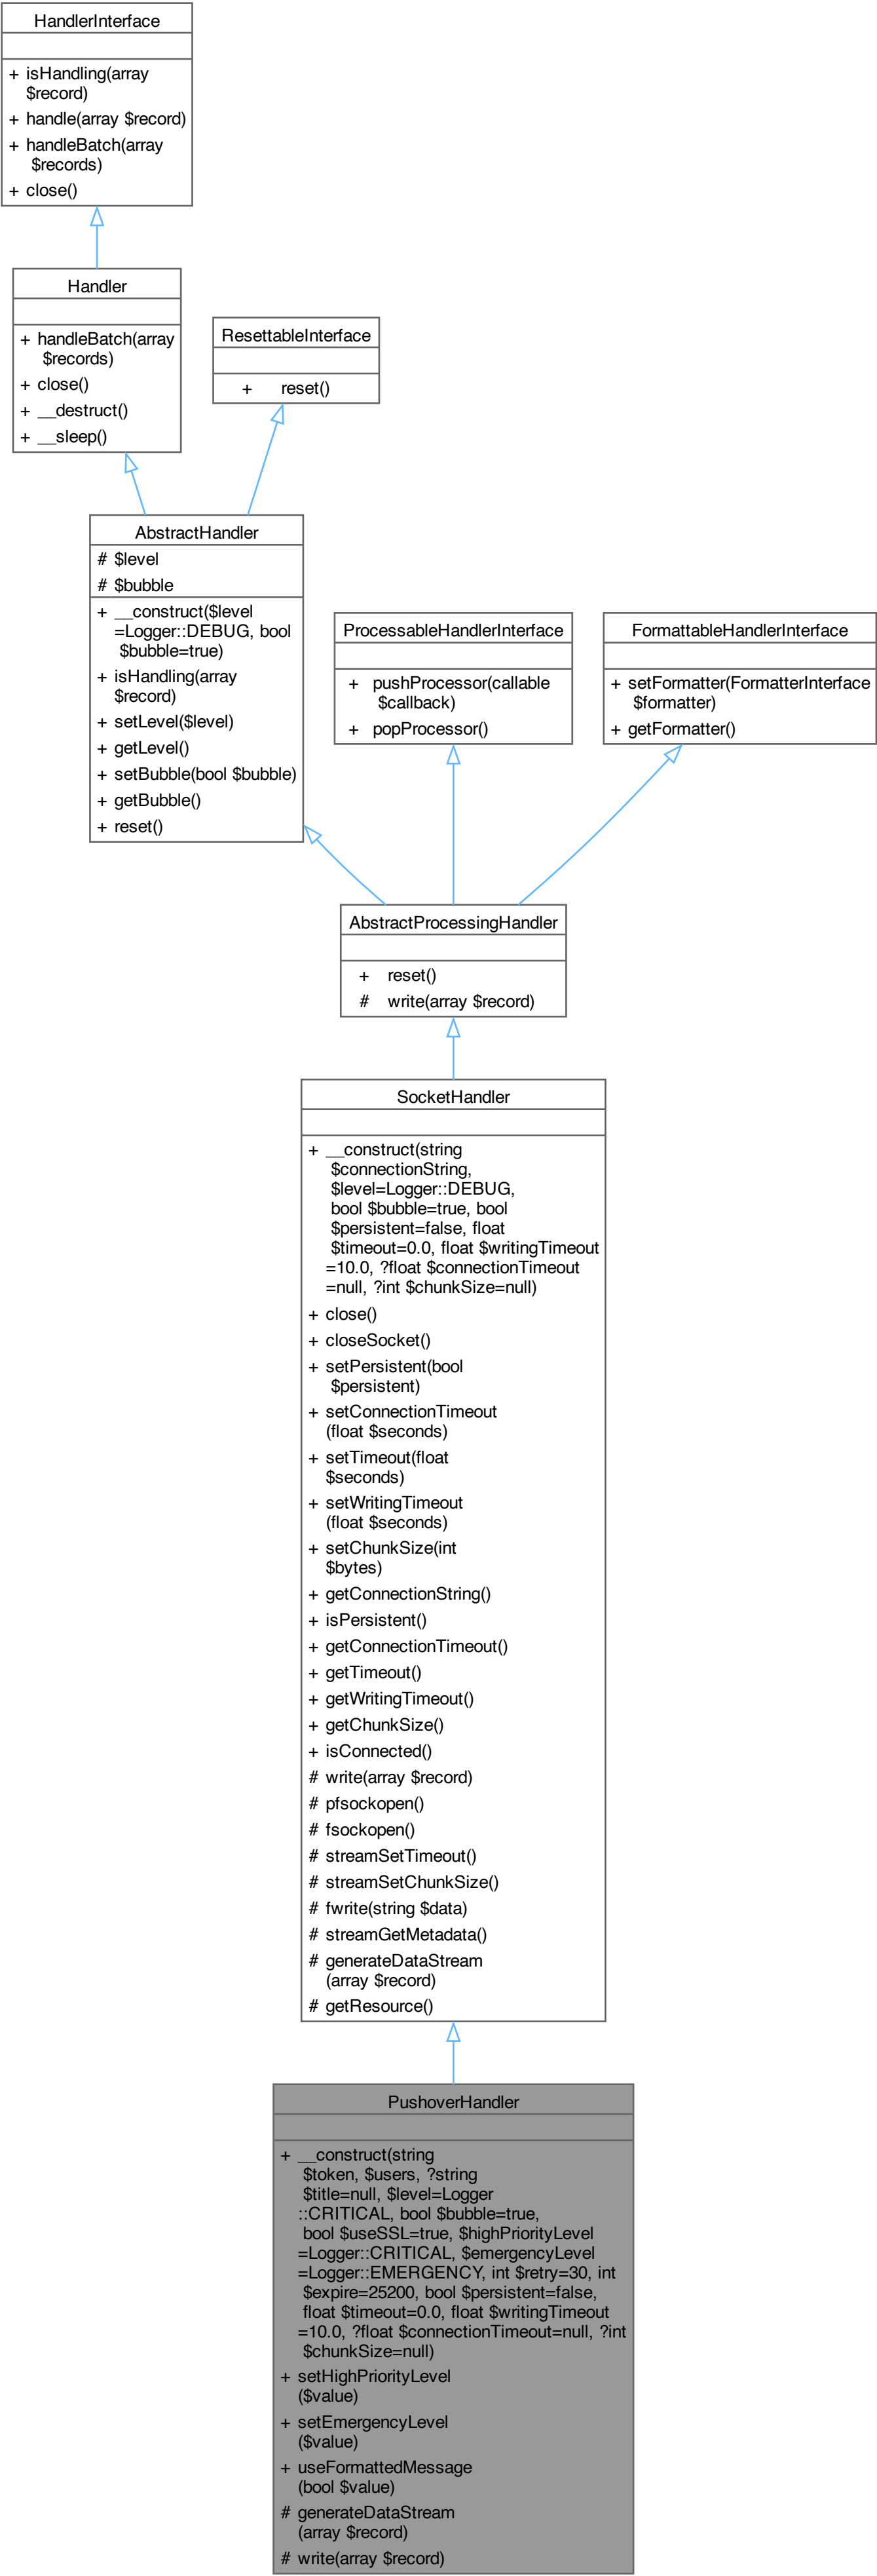 HandlerInterface
+ isHandling(array
$record)
+ handle(array $record)
+ handleBatch(array
$records)
+ close()
Handler
+ handleBatch(array
$records)
+ close()
+ __destruct()
+ __sleep()
ResettableInterface
+ reset()
AbstractHandler
# $level
# $bubble
+ __construct($level
=Logger::DEBUG, bool
$bubble=true)
+ isHandling(array
$record)
+ setLevel($level)
+ getLevel()
+ setBubble(bool $bubble)
+ getBubble()
+ reset()
ProcessableHandlerInterface
+ pushProcessor(callable
$callback)
+ popProcessor()
FormattableHandlerInterface
+ setFormatter(FormatterInterface
$formatter)
+ getFormatter()
AbstractProcessingHandler
+ reset()
# write(array $record)
SocketHandler
+ __construct(string
$connectionString,
$level=Logger::DEBUG,
bool $bubble=true, bool
$persistent=false, float
$timeout=0.0, float $writingTimeout
=10.0, ?float $connectionTimeout
=null, ?int $chunkSize=null)
+ close()
+ closeSocket()
+ setPersistent(bool
$persistent)
+ setConnectionTimeout
(float $seconds)
+ setTimeout(float
$seconds)
+ setWritingTimeout
(float $seconds)
+ setChunkSize(int
$bytes)
+ getConnectionString()
+ isPersistent()
+ getConnectionTimeout()
+ getTimeout()
+ getWritingTimeout()
+ getChunkSize()
+ isConnected()
# write(array $record)
# pfsockopen()
# fsockopen()
# streamSetTimeout()
# streamSetChunkSize()
# fwrite(string $data)
# streamGetMetadata()
# generateDataStream
(array $record)
# getResource()
PushoverHandler
+ __construct(string
$token, $users, ?string
$title=null, $level=Logger
::CRITICAL, bool $bubble=true,
bool $useSSL=true, $highPriorityLevel
=Logger::CRITICAL, $emergencyLevel
=Logger::EMERGENCY, int $retry=30, int
$expire=25200, bool $persistent=false,
float $timeout=0.0, float $writingTimeout
=10.0, ?float $connectionTimeout=null, ?int
$chunkSize=null)
+ setHighPriorityLevel
($value)
+ setEmergencyLevel
($value)
+ useFormattedMessage
(bool $value)
# generateDataStream
(array $record)
# write(array $record)